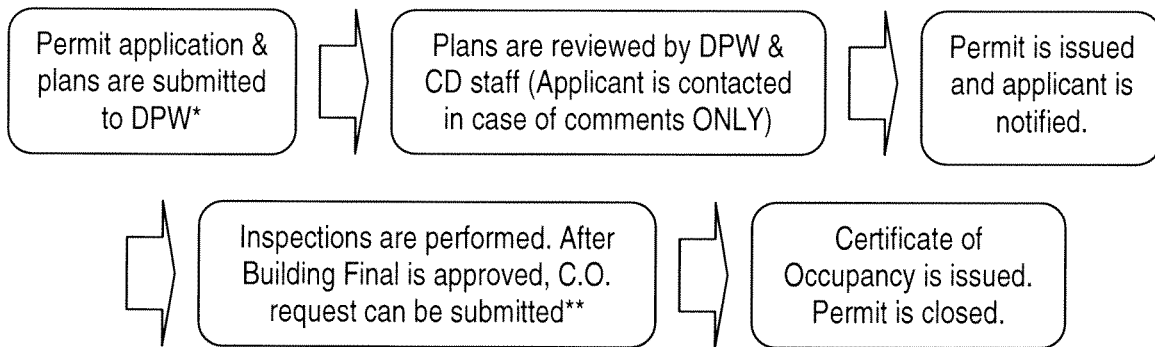 Permit application &
plans are submitted
to DPW*
Plans are reviewed by DPW &
CD staff (Applicant is contacted
in case of comments ONLY)
Permit is issued
and applicant is
notified.
Inspections are performed. After
Building Final is approved, C.O.
request can be submitted**
Certificate of
Occupancy is issued.
Permit is closed.